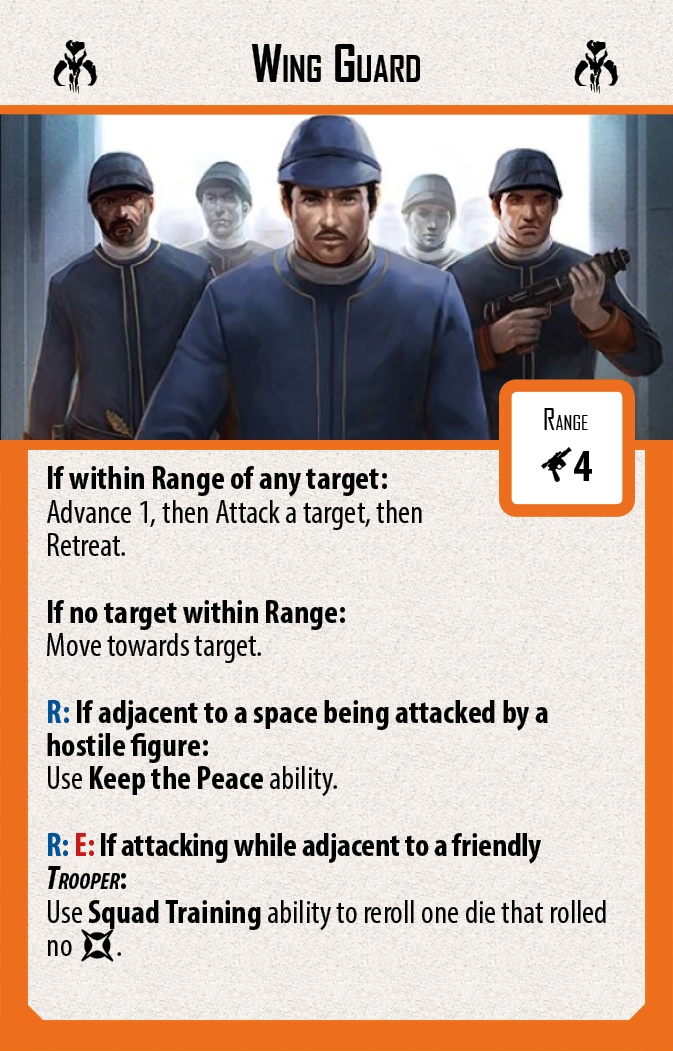 Wing Guard
Range
4
If within Range of any target:
Advance 1, then Attack a target, then
Retreat.
If no target within Range:
Move towards target.
R: If adjacent to a space being attacked by a
hostile figure:
Use Keep the Peace ability.
R: E: If attacking while adjacent to a friendly
Trooper:
Use Squad Training ability to reroll one die that rolled
no .